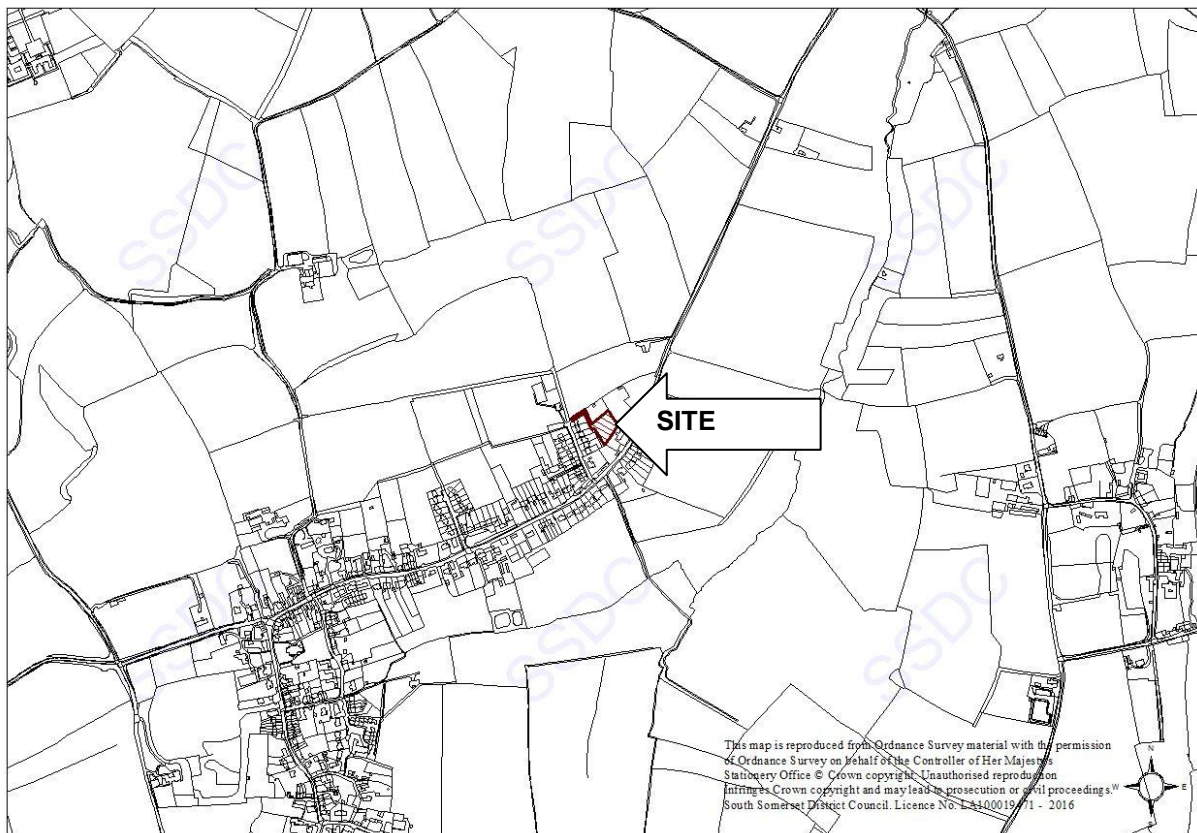 SSDC
SSDC
SSDC
SITE
SSDC
SSDC
SSDC
This map is reproduced from Ordnance Survey material with the permission
of Ordnance Survey on behalf of the Controller of Her Majesty's
Stationery Office © Crown copyright. Unauthorised reproduction
Infringes Crown copyright and may lead to prosecution or civil proceedings.
South Somerset District Council. Licence No. - 2016
N
W
E
S